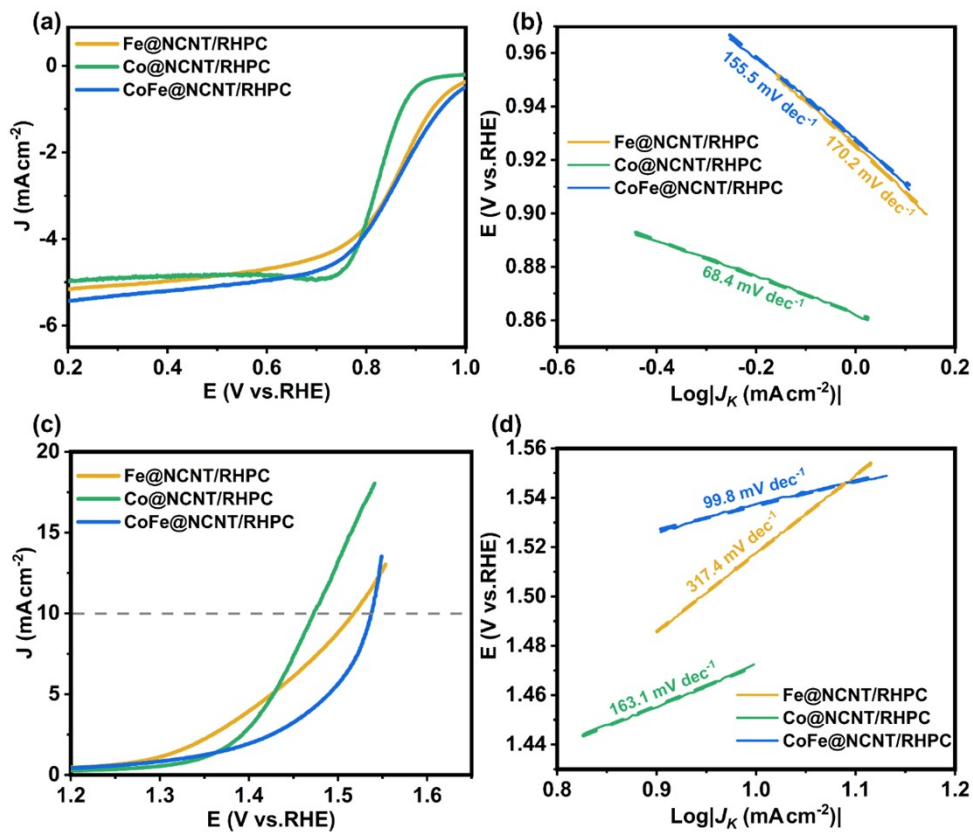 (a)
Fe@NCNT/RHPC
Co@NCNT/RHPC
CoFe@NCNT/RHPC
J (mA cm⁻²)
0
-2
-4
-6
0.2 0.4 0.6 0.8 1.0
E (V vs.RHE)
(b)
155.5 mV dec⁻¹
170.2 mV dec⁻¹
68.4 mV dec⁻¹
Fe@NCNT/RHPC
Co@NCNT/RHPC
CoFe@NCNT/RHPC
E (V vs.RHE)
0.96
0.94
0.92
0.90
0.88
0.86
-0.6 -0.4 -0.2 0.0 0.2
Log|J_K (mA cm⁻²)|
(c)
Fe@NCNT/RHPC
Co@NCNT/RHPC
CoFe@NCNT/RHPC
J (mA cm⁻²)
20
15
10
5
0
1.2 1.3 1.4 1.5 1.6
E (V vs.RHE)
(d)
99.8 mV dec⁻¹
317.4 mV dec⁻¹
163.1 mV dec⁻¹
Fe@NCNT/RHPC
Co@NCNT/RHPC
CoFe@NCNT/RHPC
E (V vs.RHE)
1.56
1.54
1.52
1.50
1.48
1.46
1.44
0.8 0.9 1.0 1.1 1.2
Log|J_K (mA cm⁻²)|